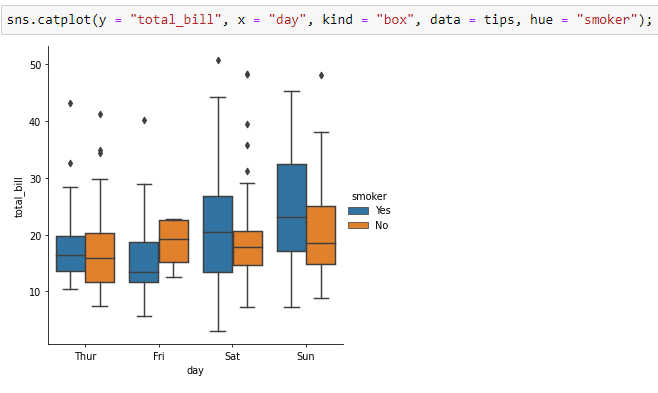 sns.catplot(y = "total_bill", x = "day", kind = "box", data = tips, hue = "smoker");
50
40
30
20
10
total_bill
smoker
Yes
No
Thur Fri Sat Sun
day